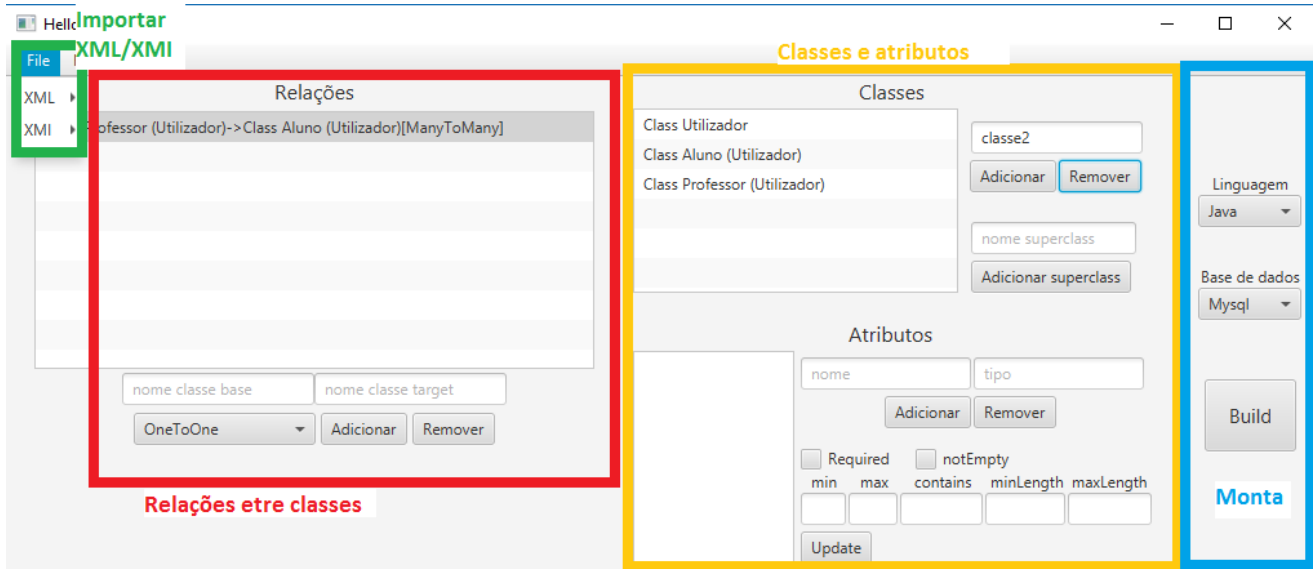 Hello
Importar
XML/XMI
File
XML
XMI
Relações
ofessor (Utilizador)->Class Aluno (Utilizador)[ManyToMany]
nome classe base
nome classe target
OneToOne
Adicionar
Remover
Relações etre classes
Classes e atributos
Classes
Class Utilizador
Class Aluno (Utilizador)
Class Professor (Utilizador)
classe2
Adicionar
Remover
nome superclass
Adicionar superclass
Atributos
nome
tipo
Adicionar
Remover
Required
notEmpty
min max contains minLength maxLength
Update
Linguagem
Java
Base de dados
Mysql
Build
Monta